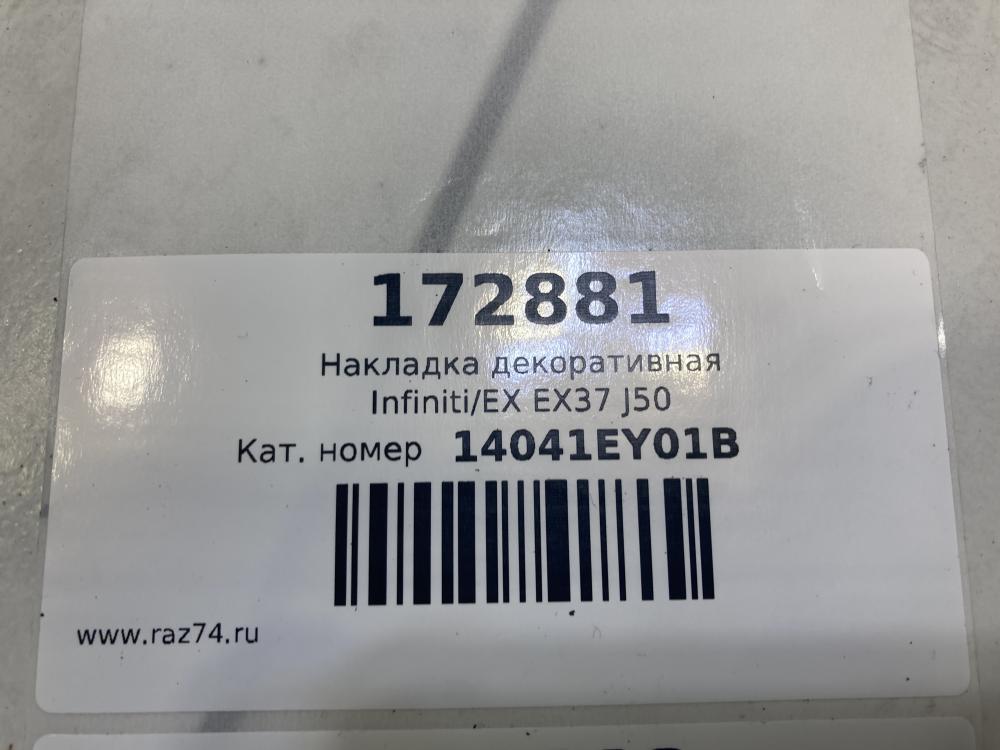 172881
Накладка декоративная
Infiniti/EX EX37 J50
Кат. номер 14041EY01B
www.raz74.ru